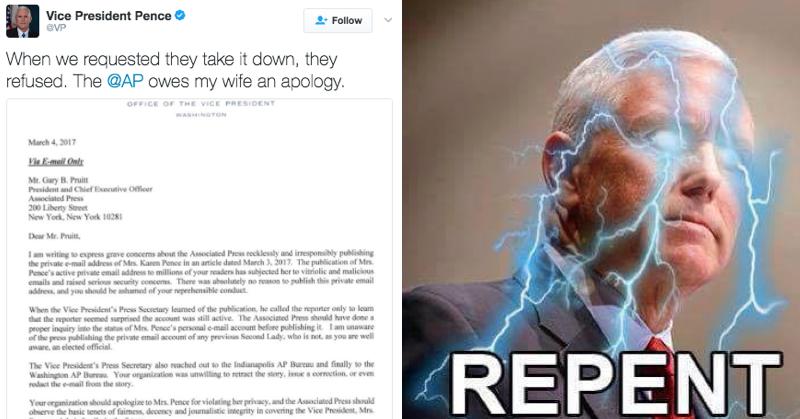 Vice President Pence
@VP
Follow
When we requested they take it down, they
refused. The @AP owes my wife an apology.
OFFICE OF THE VICE PRESIDENT
WASHINGTON
March 4, 2017
Via E-mail Only
Mr. Gary B. Pruitt
President and Chief Executive Officer
Associated Press
200 Liberty Street
New York, New York 10281
Dear Mr. Pruitt,
I am writing to express grave concerns about the Associated Press recklessly and irresponsibly publishing
the private e-mail address of Mrs. Karen Pence in an article dated March 3, 2017. The publication of Mrs.
Pence's active private email address to millions of your readers has subjected her to vitriolic and malicious
emails and raised serious security concerns. There was absolutely no reason to publish this private email
address, and you should be ashamed of your reprehensible conduct.
When the Vice President's Press Secretary learned of the publication, he called the reporter only to learn
that the reporter seemed surprised the account was still active. The Associated Press should have done a
proper inquiry into the status of Mrs. Pence's personal e-mail account before publishing it. I am unaware
of the press publishing the private email account of any previous Second Lady, who is not, as you are well
aware, an elected official.
The Vice President's Press Secretary also reached out to the Indianapolis AP Bureau and finally to the
Washington AP Bureau. Your organization was unwilling to retract the story, issue a correction, or even
redact the e-mail from the story.
Your organization should apologize to Mrs. Pence for violating her privacy, and the Associated Press should
observe the basic tenets of fairness, decency and journalistic integrity in covering the Vice President, Mrs.
REPENT